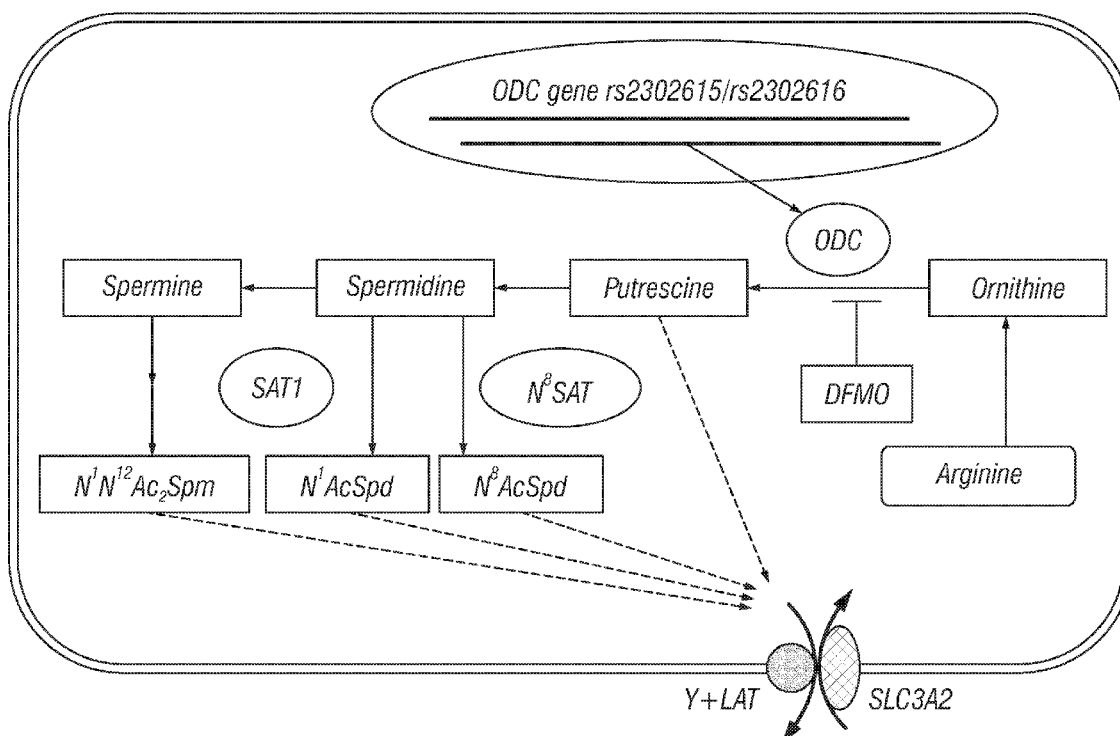 ODC gene rs2302615/rs2302616
ODC
Spermine
Spermidine
Putrescine
Ornithine
SAT1
N⁸SAT
DFMO
N¹N¹²Ac₂Spm
N¹AcSpd
N⁸AcSpd
Arginine
Y+LAT
SLC3A2